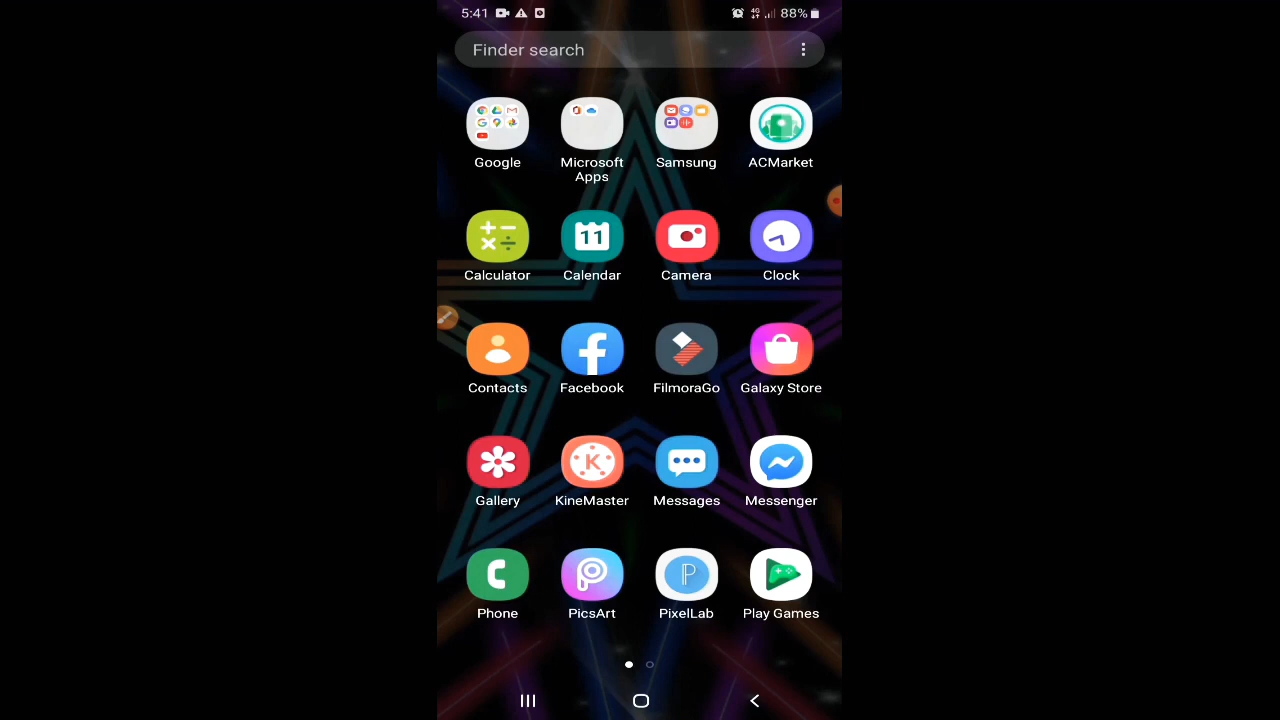 5:41 4G 88%
Finder search
Google Microsoft Apps Samsung ACMarket
11
Calculator Calendar Camera Clock
Contacts Facebook FilmoraGo Galaxy Store
K
Gallery KineMaster Messages Messenger
P
Phone PicsArt PixelLab Play Games